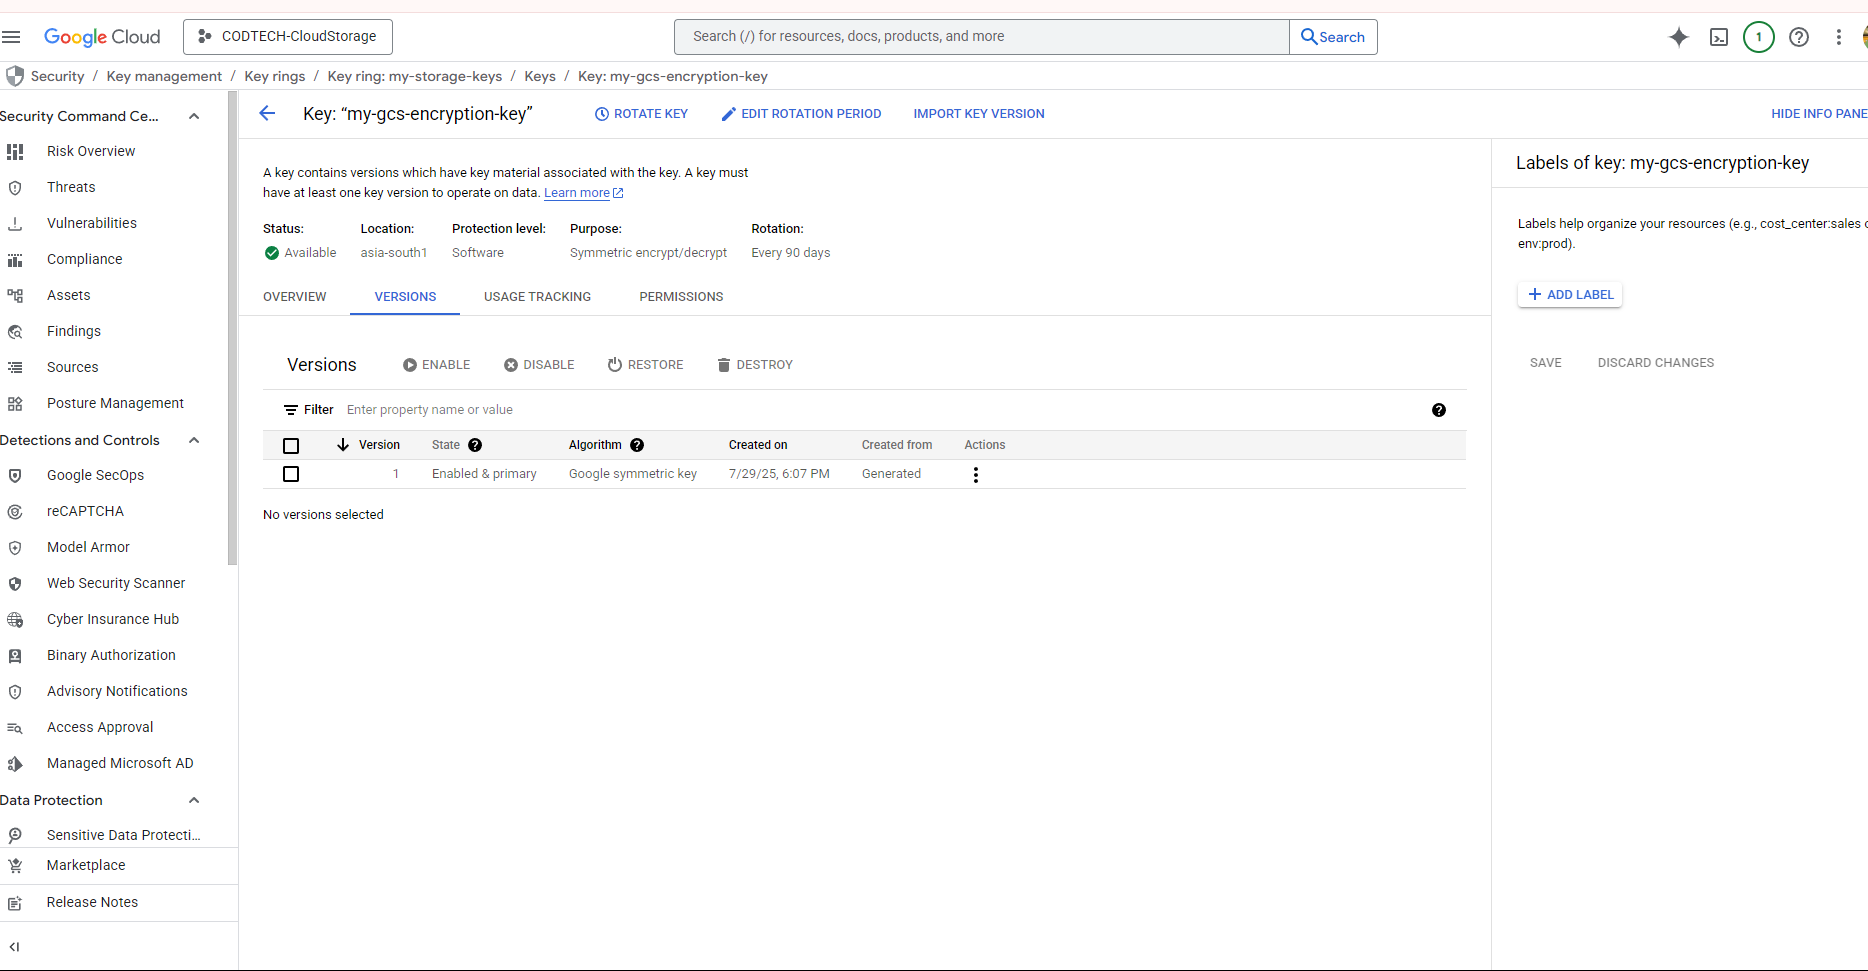 Google Cloud
CODTECH-CloudStorage
Search (/) for resources, docs, products, and more
Search
1
Security / Key management / Key rings / Key ring: my-storage-keys / Keys / Key: my-gcs-encryption-key
Security Command Ce...
Risk Overview
Threats
Vulnerabilities
Compliance
Assets
Findings
Sources
Posture Management
Detections and Controls
Google SecOps
reCAPTCHA
Model Armor
Web Security Scanner
Cyber Insurance Hub
Binary Authorization
Advisory Notifications
Access Approval
Managed Microsoft AD
Data Protection
Sensitive Data Protecti...
Marketplace
Release Notes
Key: “my-gcs-encryption-key”
ROTATE KEY
EDIT ROTATION PERIOD
IMPORT KEY VERSION
HIDE INFO PANE
A key contains versions which have key material associated with the key. A key must
have at least one key version to operate on data. Learn more
Status: Location: Protection level: Purpose: Rotation:
Available asia-south1 Software Symmetric encrypt/decrypt Every 90 days
OVERVIEW VERSIONS USAGE TRACKING PERMISSIONS
Versions ENABLE DISABLE RESTORE DESTROY
Filter Enter property name or value
Version State Algorithm Created on Created from Actions
1 Enabled & primary Google symmetric key 7/29/25, 6:07 PM Generated
No versions selected
Labels of key: my-gcs-encryption-key
Labels help organize your resources (e.g., cost_center:sales
env:prod).
ADD LABEL
SAVE DISCARD CHANGES